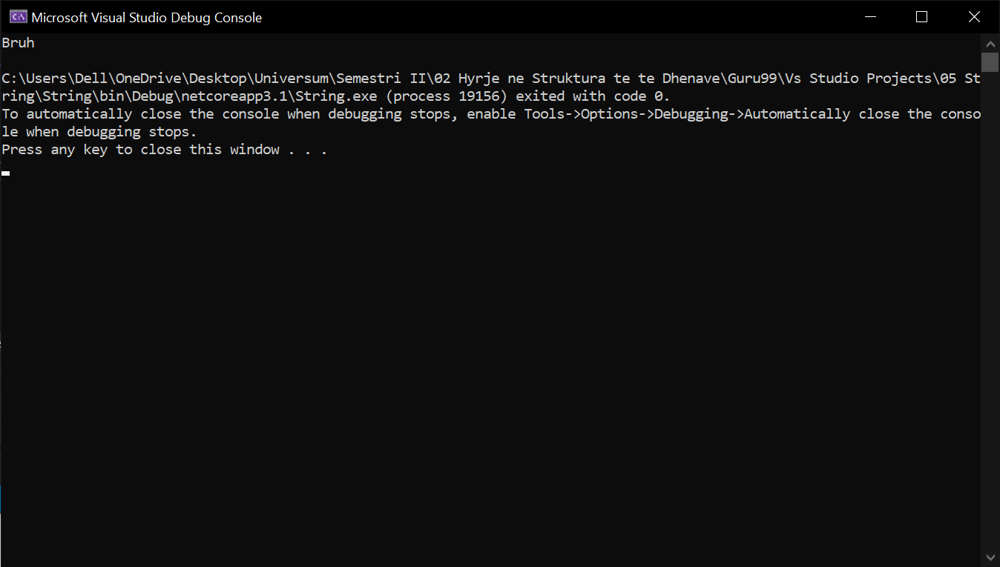 Microsoft Visual Studio Debug Console
Bruh
C:\Users\Dell\OneDrive\Desktop\Universum\Semestri II\02 Hyrje ne Struktura te te Dhenave\Guru99\Vs Studio Projects\05 St
ring\String\bin\Debug\netcoreapp3.1\String.exe (process 19156) exited with code 0.
To automatically close the console when debugging stops, enable Tools->Options->Debugging->Automatically close the conso
le when debugging stops.
Press any key to close this window . . .